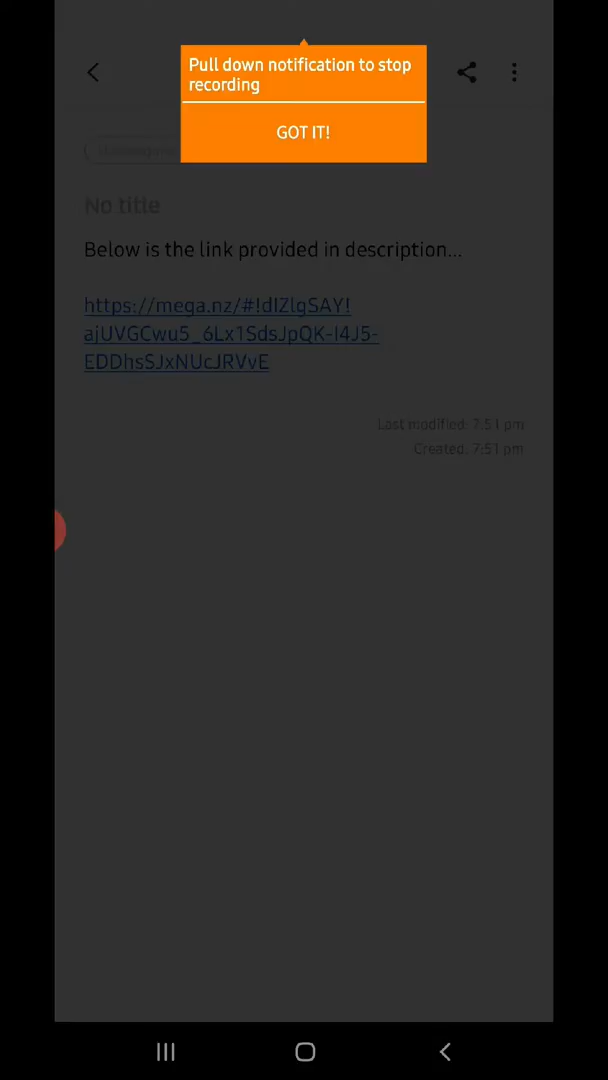 Pull down notification to stop
recording
GOT IT!
No title
Below is the link provided in description...
https://mega.nz/#!dIZlgSAY!
ajUVGCwu5_6Lx1SdsJpQK-I4J5-
EDDhsSJxNUcJRVvE
Last modified: 7:51 pm
Created: 7:51 pm